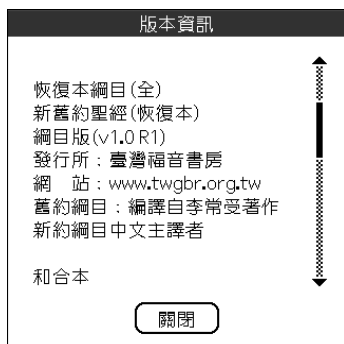 版本資訊
恢復本綱目(全)
新舊約聖經(恢復本)
綱目版(v1.0 R1)
發行所：臺灣福音書房
網　站：www.twgbr.org.tw
舊約綱目：編譯自李常受著作
新約綱目中文主譯者
和合本
關閉